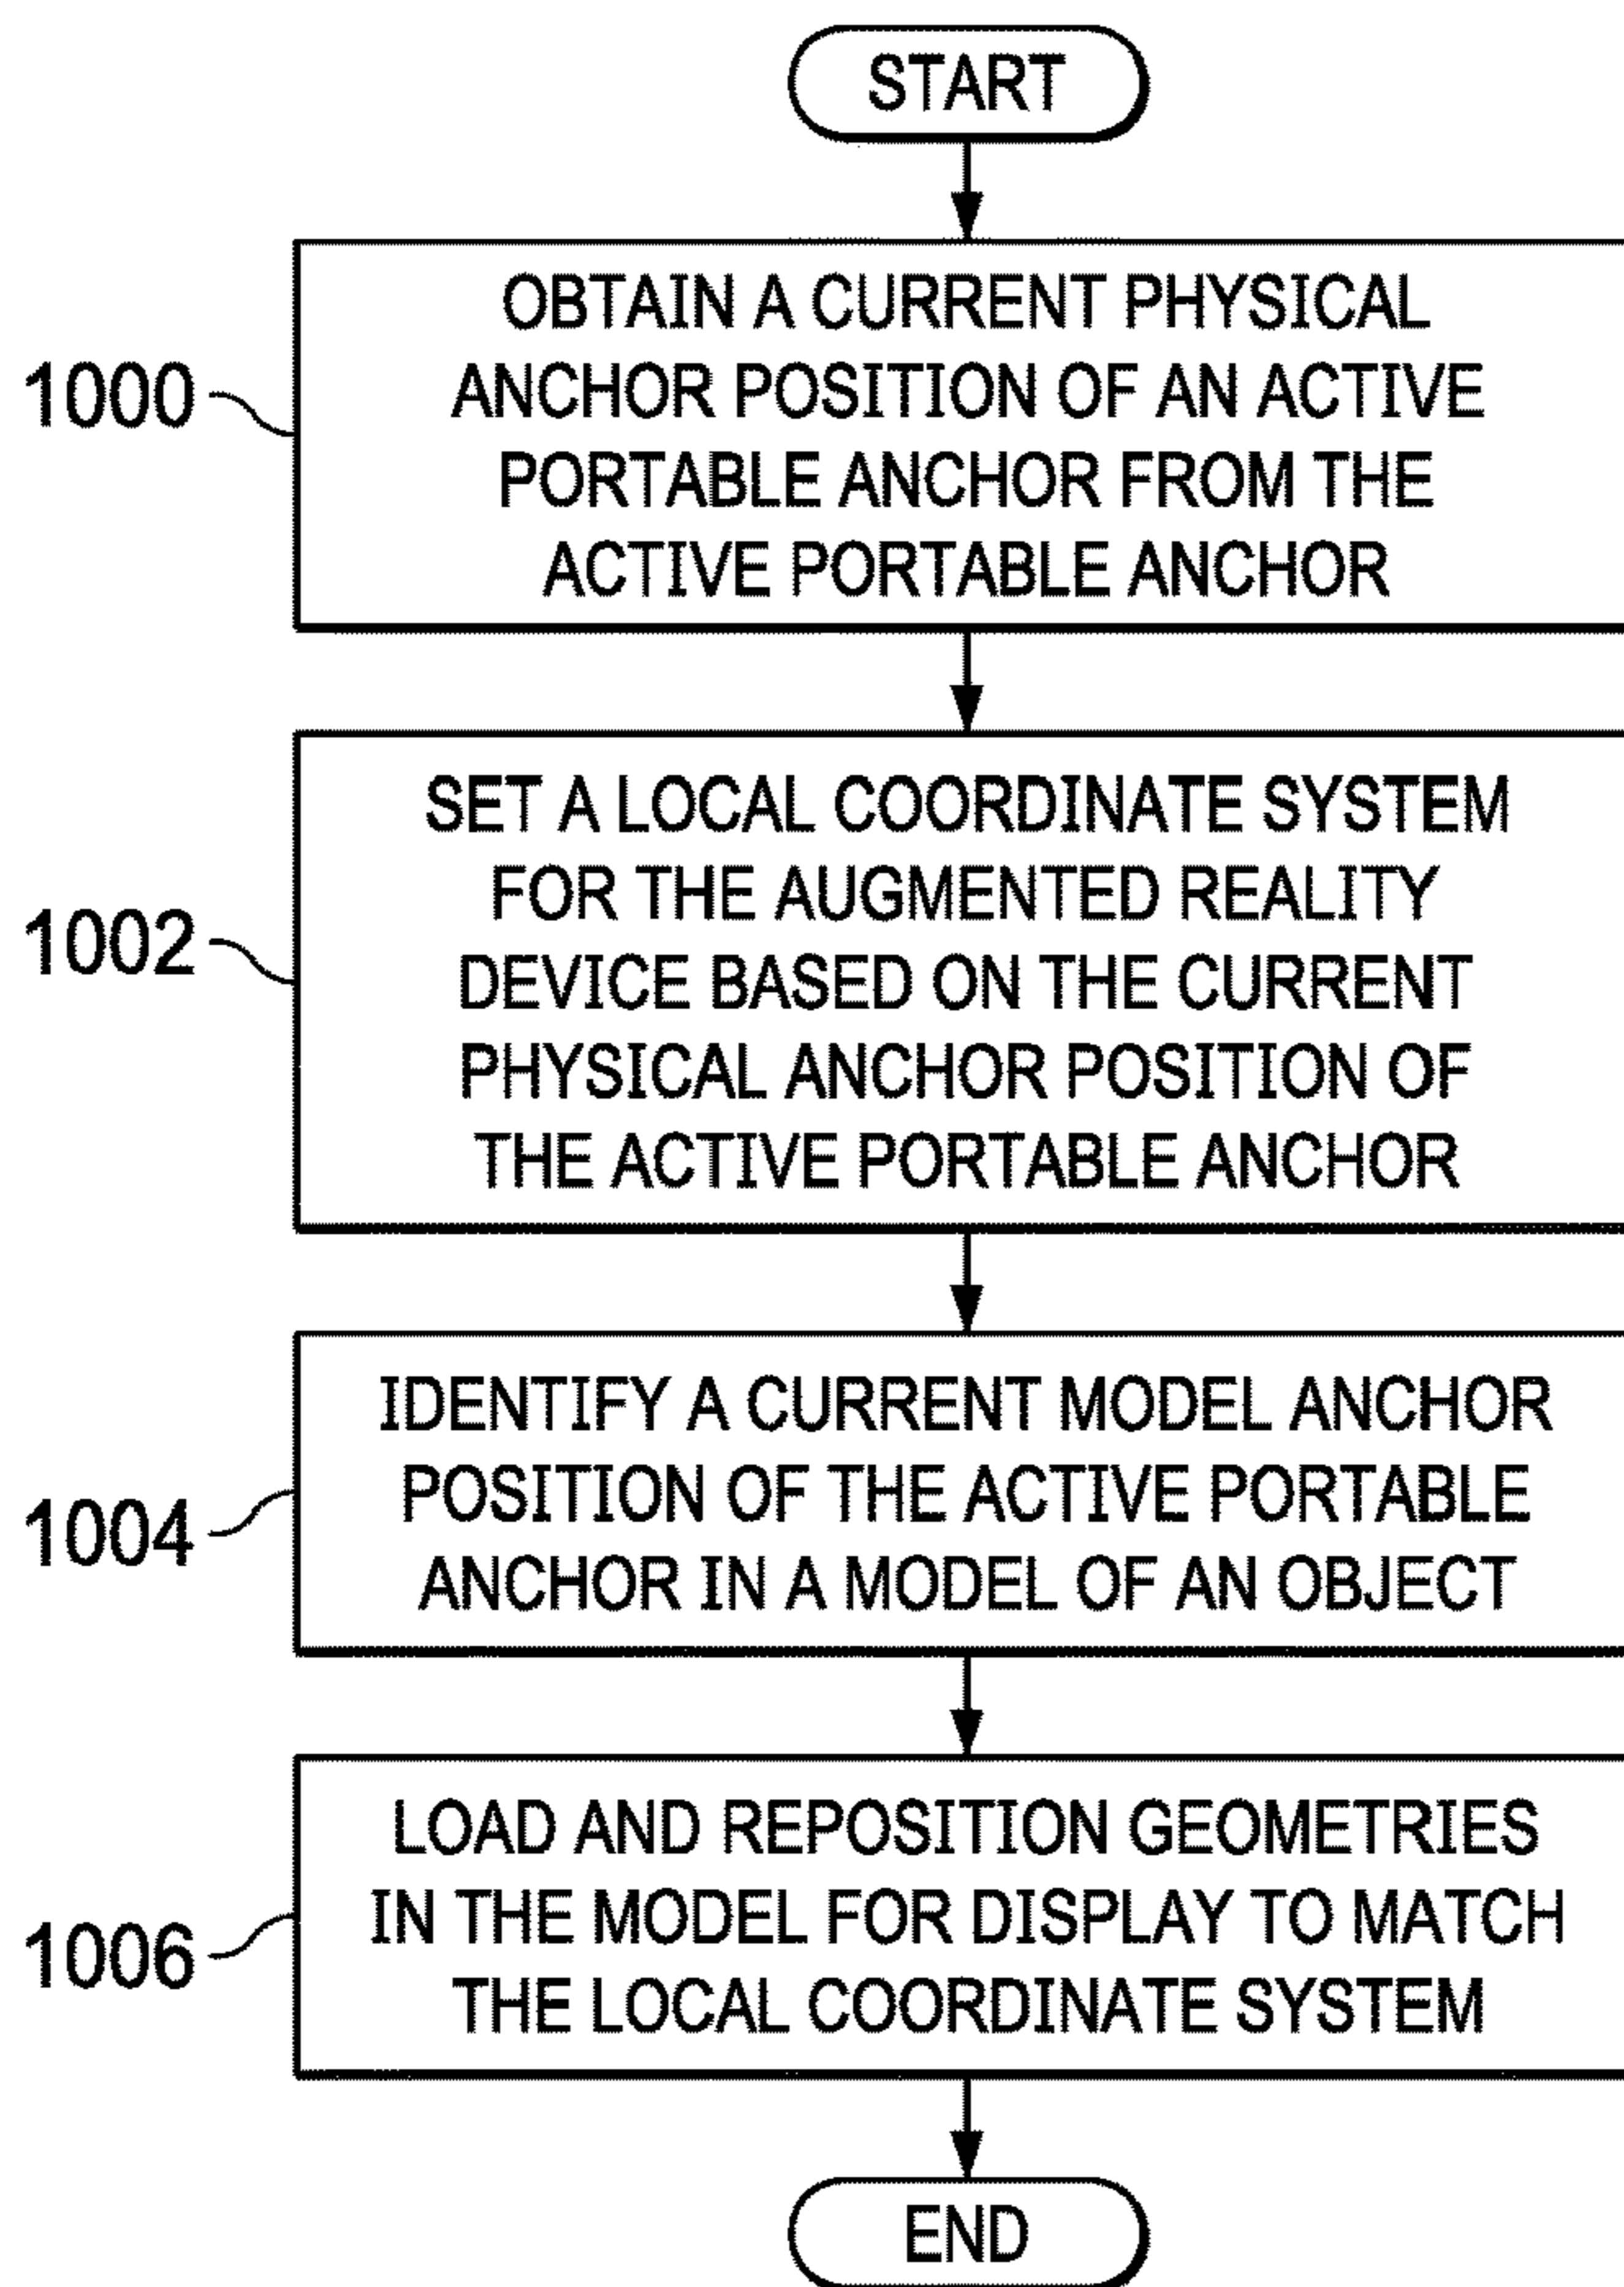 START
OBTAIN A CURRENT PHYSICAL
ANCHOR POSITION OF AN ACTIVE
PORTABLE ANCHOR FROM THE
ACTIVE PORTABLE ANCHOR
1000
SET A LOCAL COORDINATE SYSTEM
FOR THE AUGMENTED REALITY
DEVICE BASED ON THE CURRENT
PHYSICAL ANCHOR POSITION OF
THE ACTIVE PORTABLE ANCHOR
1002
IDENTIFY A CURRENT MODEL ANCHOR
POSITION OF THE ACTIVE PORTABLE
ANCHOR IN A MODEL OF AN OBJECT
1004
LOAD AND REPOSITION GEOMETRIES
IN THE MODEL FOR DISPLAY TO MATCH
THE LOCAL COORDINATE SYSTEM
1006
END